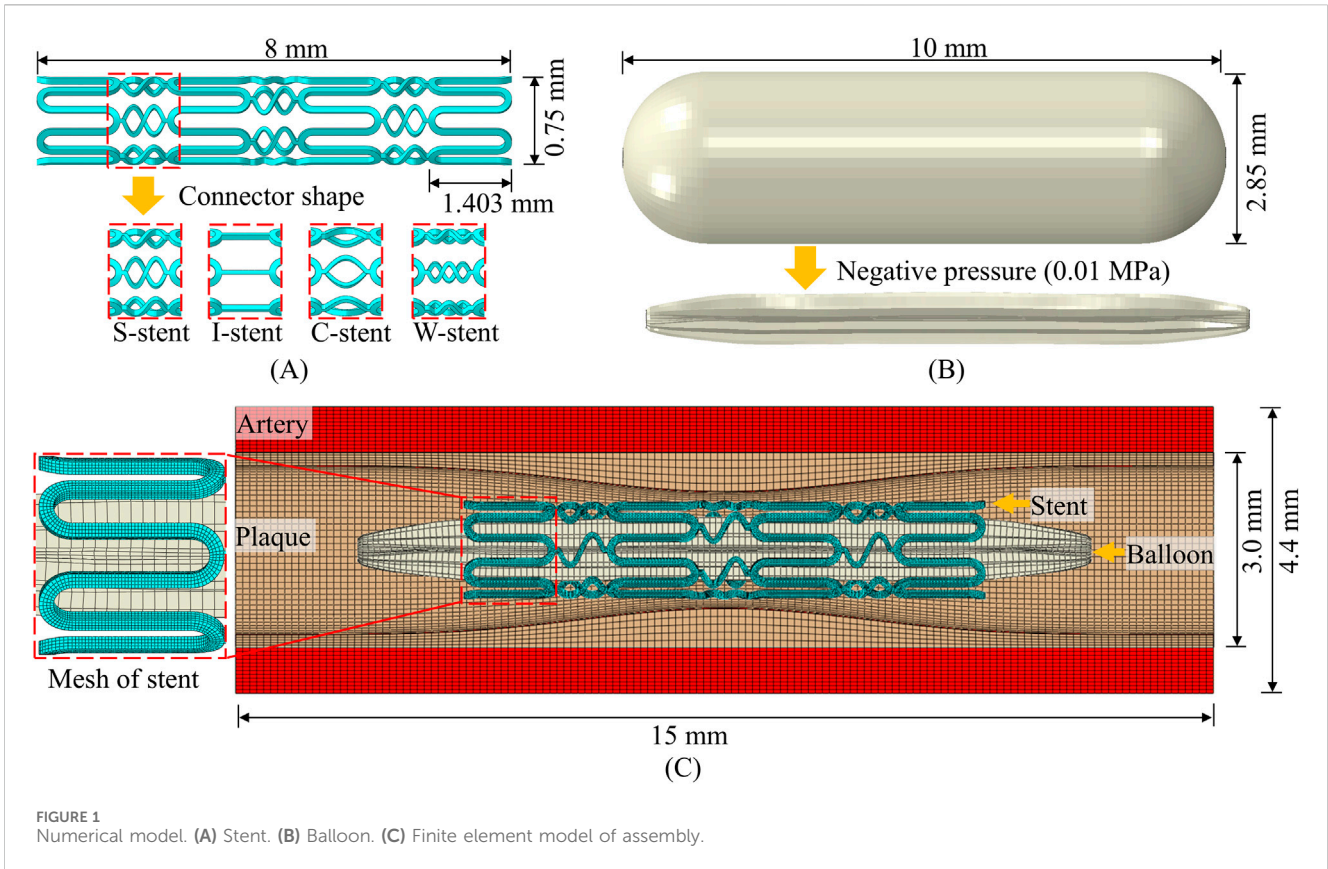 8 mm
0.75 mm
1.403 mm
Connector shape
S-stent
I-stent
C-stent
W-stent
(A)
10 mm
2.85 mm
Negative pressure (0.01 MPa)
(B)
Artery
Plaque
Stent
Balloon
3.0 mm
4.4 mm
Mesh of stent
15 mm
(C)
FIGURE 1
Numerical model. (A) Stent. (B) Balloon. (C) Finite element model of assembly.